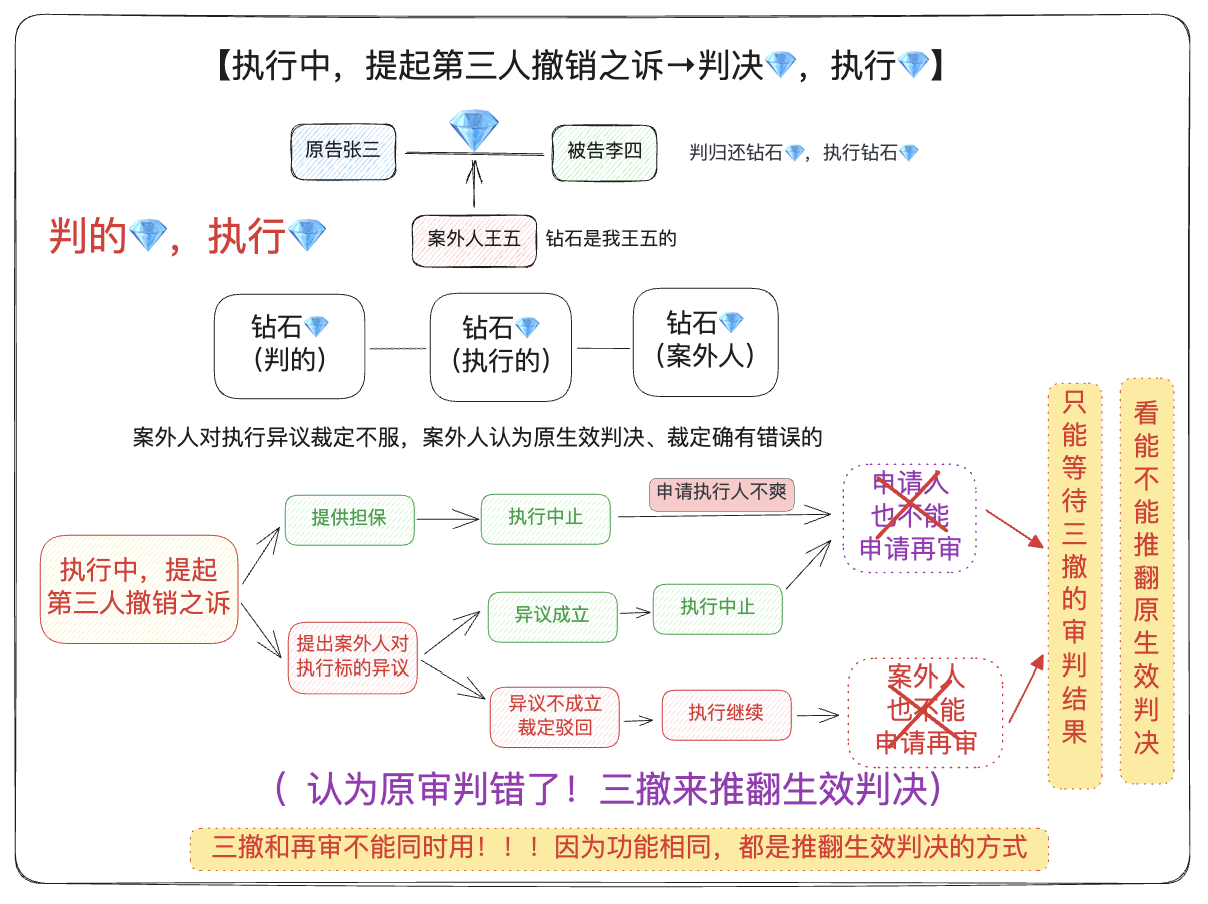 【执行中，提起第三人撤销之诉→判决💎，执行💎】
原告张三
被告李四
判归还钻石💎，执行钻石💎
判的💎，执行💎
案外人王五
钻石是我王五的
钻石💎
（判的）
钻石💎
（执行的）
钻石💎
（案外人）
案外人对执行异议裁定不服，案外人认为原生效判决、裁定确有错误的
执行中，提起
第三人撤销之诉
提供担保
执行中止
申请执行人不爽
申请人
也不能
申请再审
提出案外人对
执行标的异议
异议成立
执行中止
异议不成立
裁定驳回
执行继续
案外人
也不能
申请再审
只能等待三撤的审判结果
看能不能推翻原生效判决
（ 认为原审判错了！三撤来推翻生效判决）
三撤和再审不能同时用！！！因为功能相同，都是推翻生效判决的方式